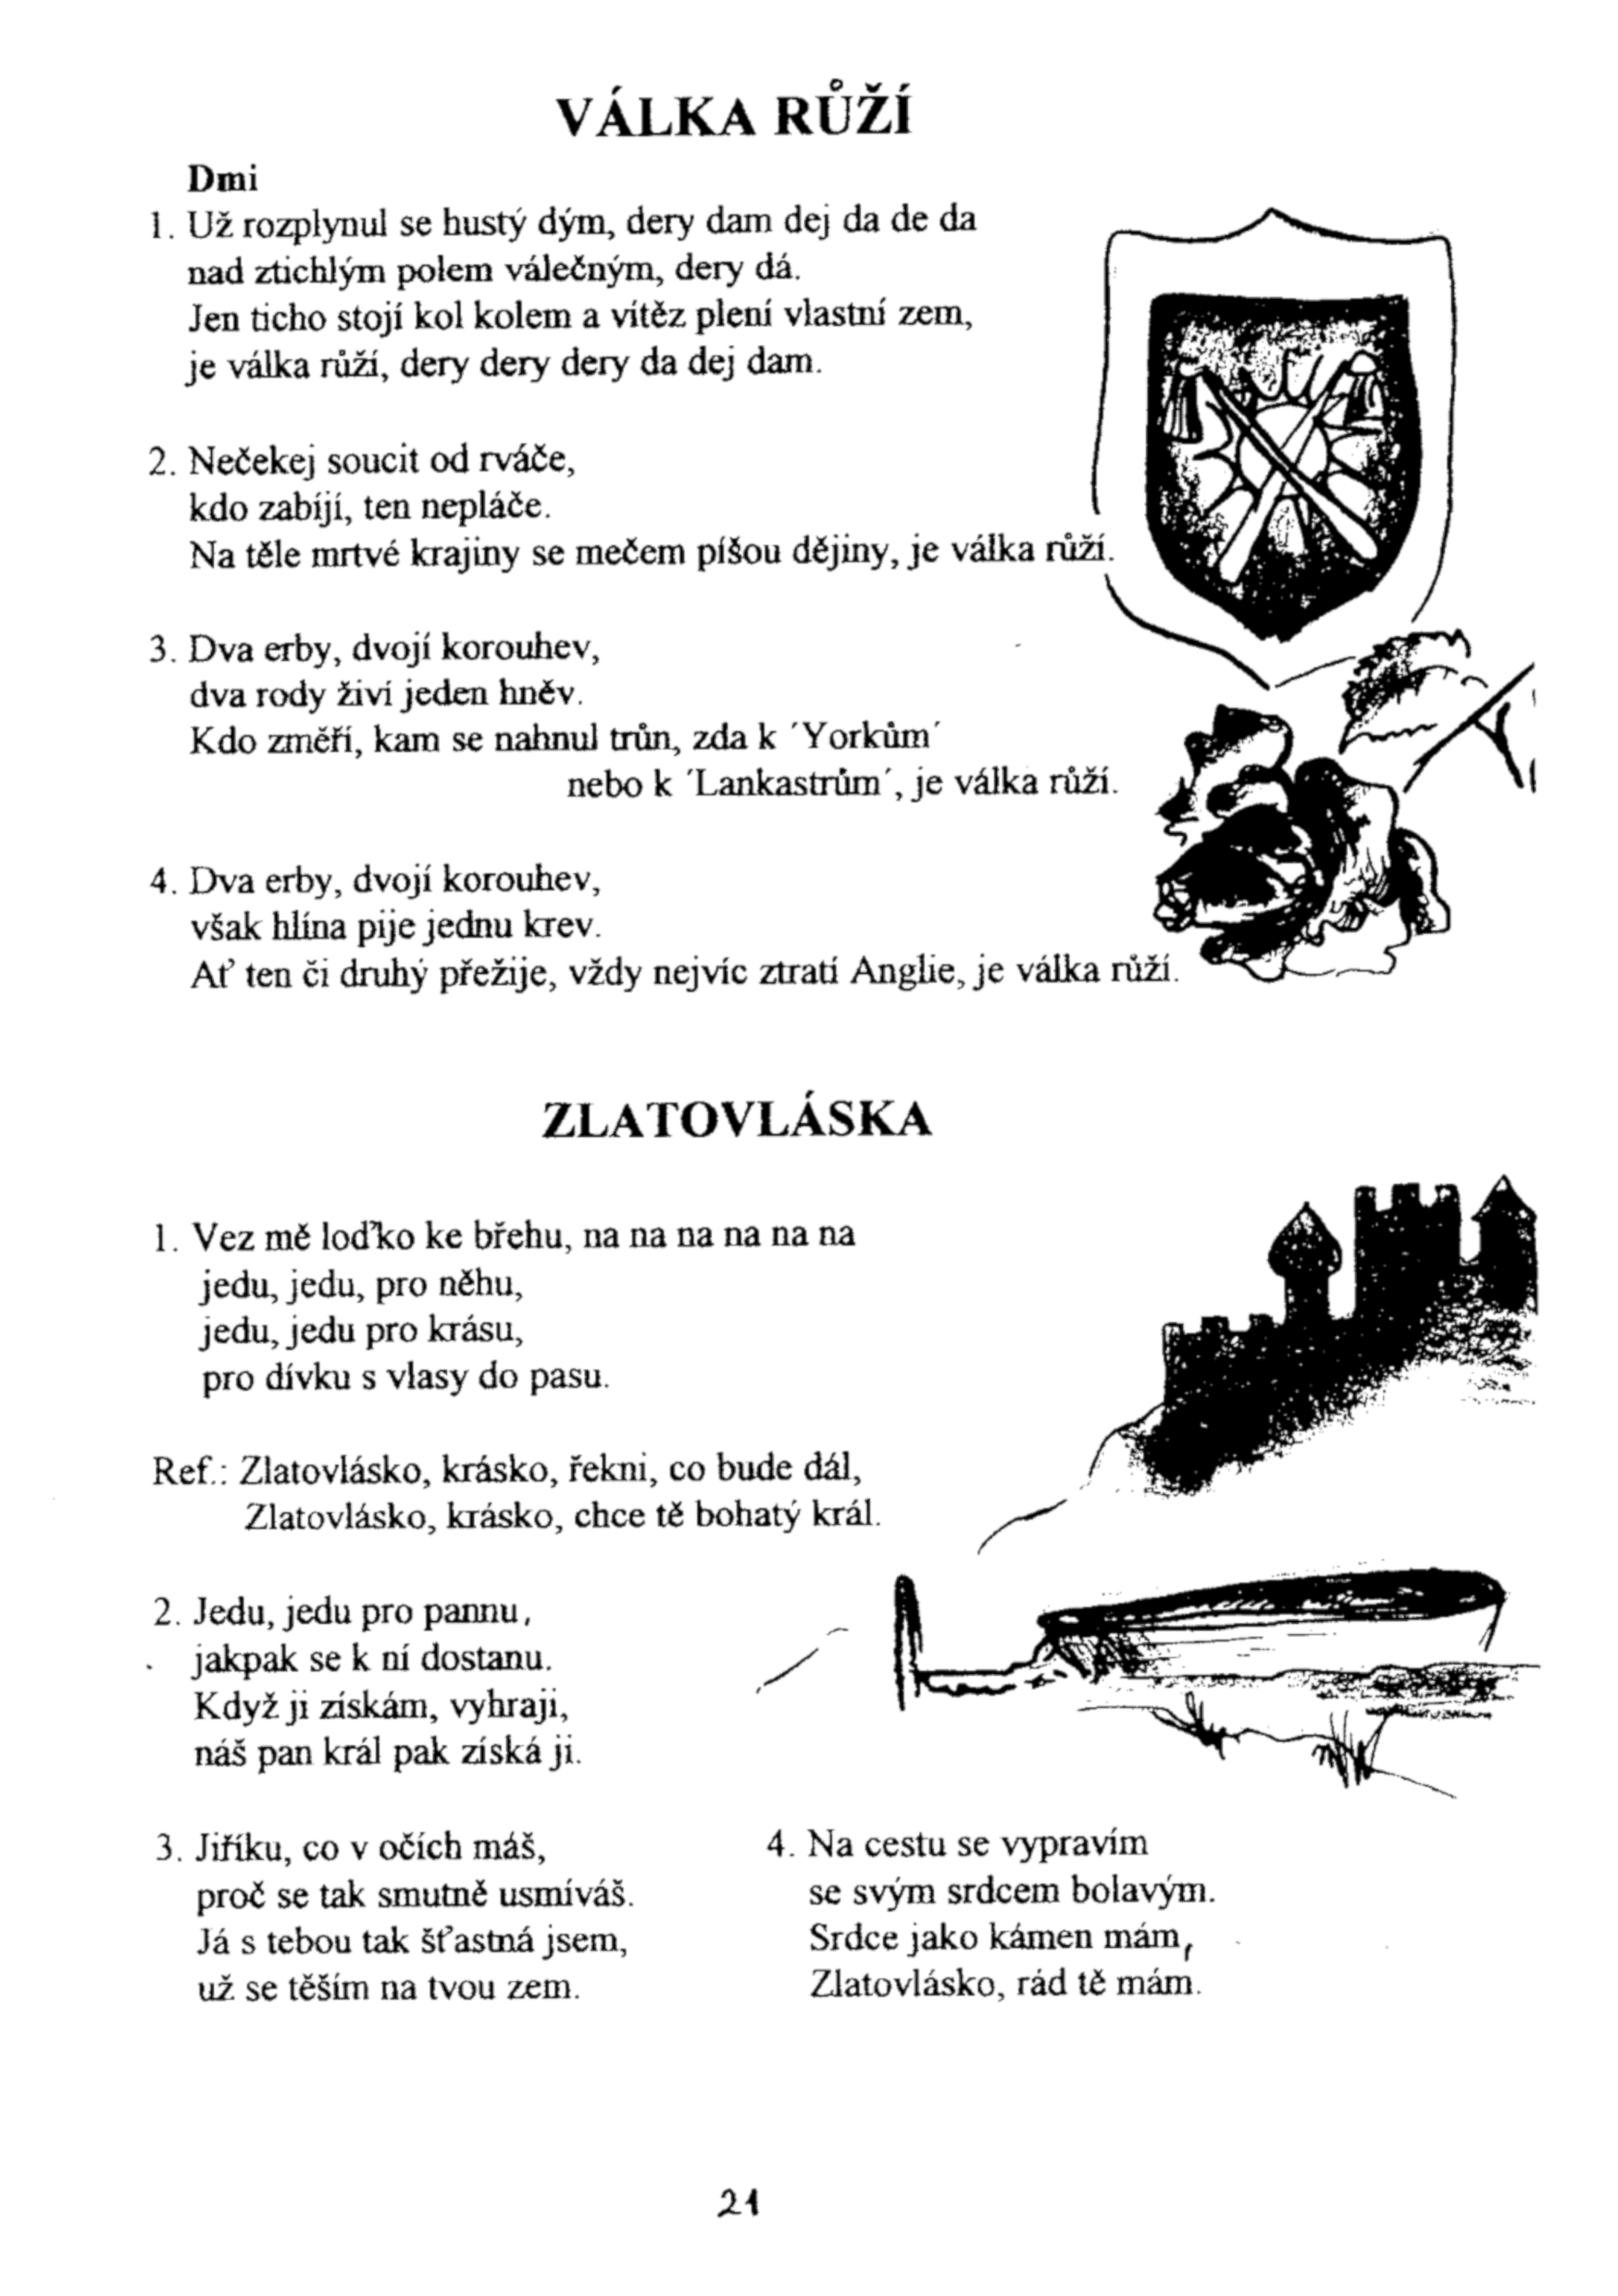 VÁLKA RŮŽÍ
Dmi
1. Už rozplynul se hustý dým, dery dam dej da de da
nad ztichlým polem válečným, dery dá.
Jen ticho stojí kol kolem a vítěz plení vlastní zem,
je válka růží, dery dery dery da dej dam.
2. Nečekej soucit od rváče,
kdo zabíjí, ten nepláče.
Na těle mrtvé krajiny se mečem píšou dějiny, je válka růží.
3. Dva erby, dvojí korouhev,
dva rody živí jeden hněv.
Kdo změří, kam se nahnul trůn, zda k ´Yorkům´
nebo k ´Lankastrům´, je válka růží.
4. Dva erby, dvojí korouhev,
však hlína pije jednu krev.
Ať ten či druhý přežije, vždy nejvíc ztratí Anglie, je válka růží.
ZLATOVLÁSKA
1. Vez mě loďko ke břehu, na na na na na na
jedu, jedu, pro něhu,
jedu, jedu pro krásu,
pro dívku s vlasy do pasu.
Ref.: Zlatovlásko, krásko, řekni, co bude dál,
Zlatovlásko, krásko, chce tě bohatý král.
2. Jedu, jedu pro pannu,
jakpak se k ní dostanu.
Když ji získám, vyhraji,
náš pan král pak získá ji.
3. Jiříku, co v očích máš,
proč se tak smutně usmíváš.
Já s tebou tak šťastná jsem,
už se těším na tvou zem.
4. Na cestu se vypravím
se svým srdcem bolavým.
Srdce jako kámen mám,
Zlatovlásko, rád tě mám.
21